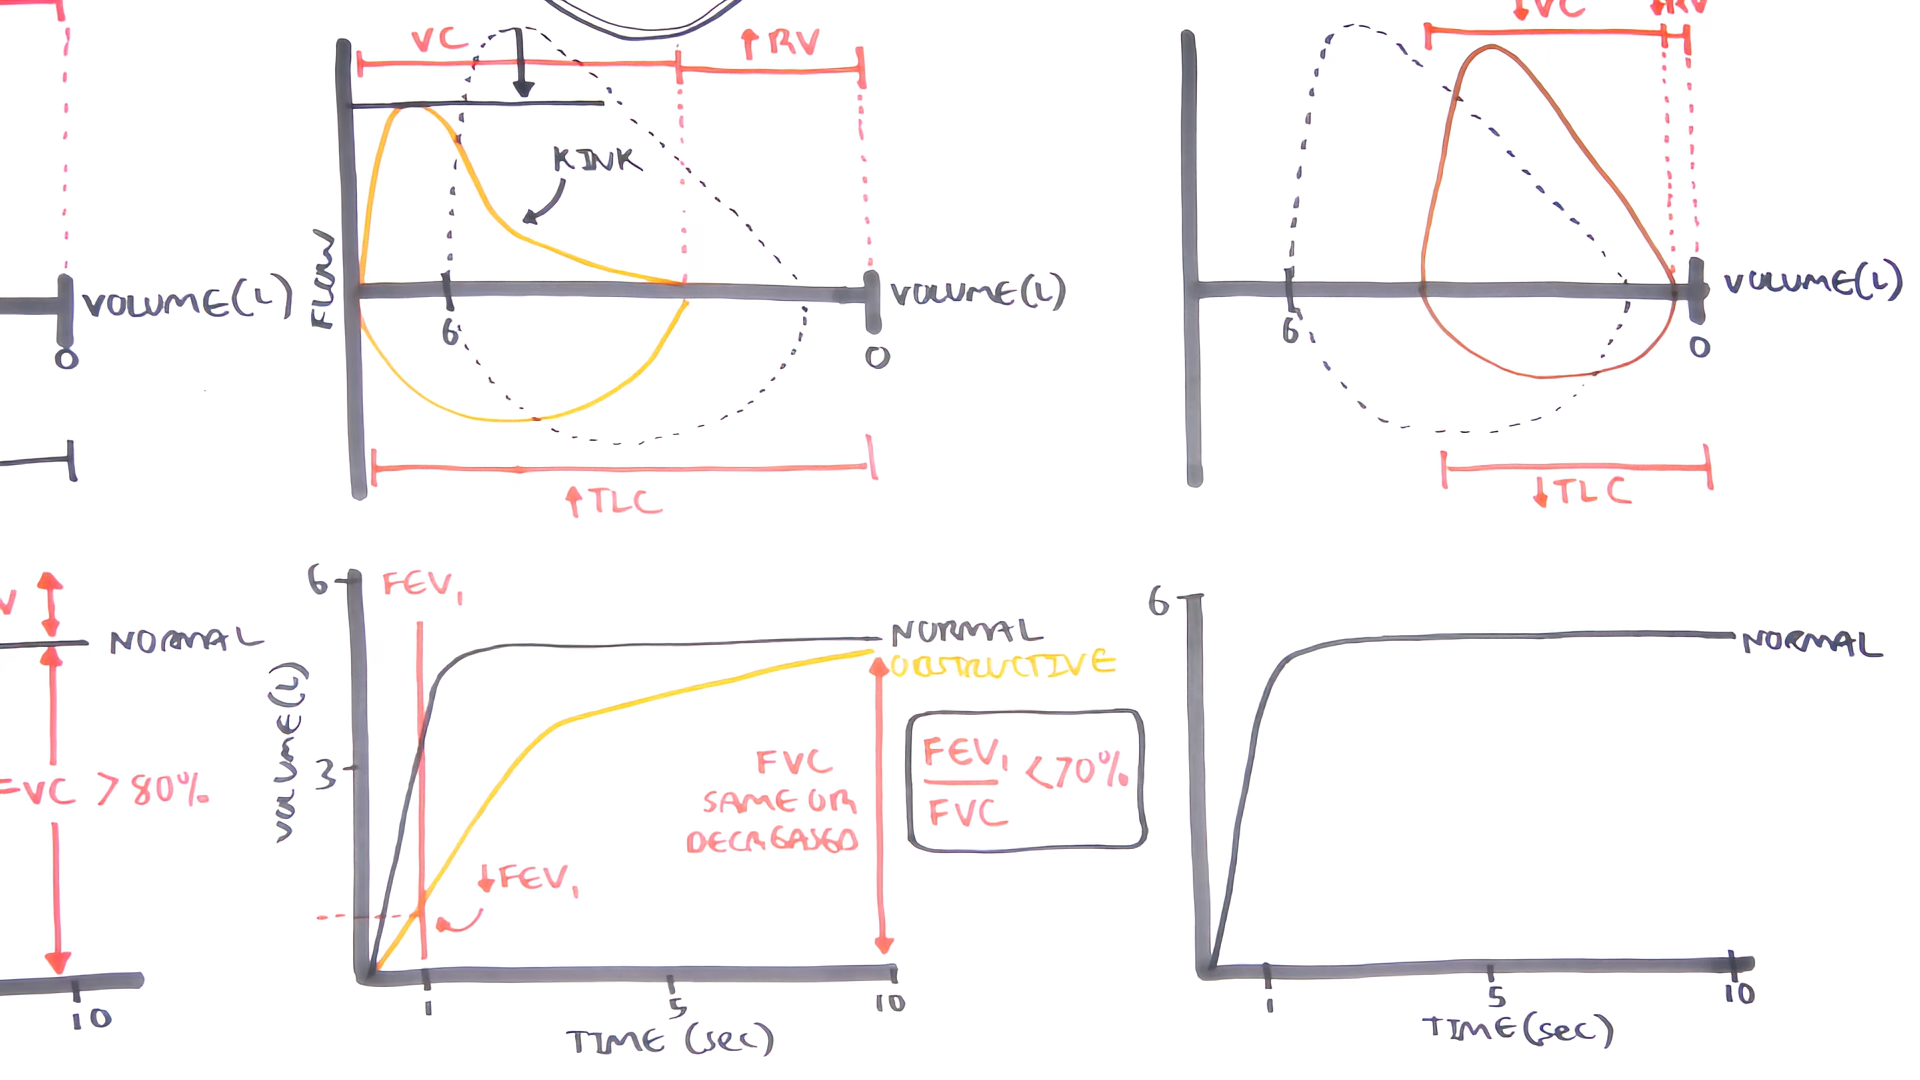 VC
↑ RV
↓VC
↓RV
KINK
FLOW
VOLUME(L)
0
6
VOLUME(L)
0
↑TLC
6
VOLUME(L)
0
↓TLC
NORMAL
FVC >80%
10
6
3
VOLUME(L)
FEV₁
NORMAL
OBSTRUCTIVE
FVC
SAME OR
DECREASED
↓FEV₁
FEV₁
FVC
<70%
1
5
10
TIME (sec)
6
NORMAL
1
5
10
TIME(sec)